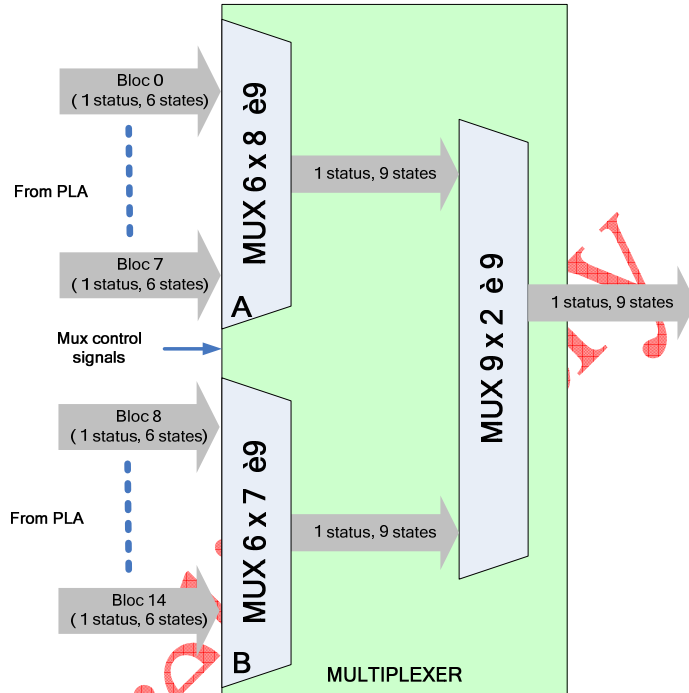 Bloc 0
( 1 status, 6 states)
From PLA
Bloc 7
( 1 status, 6 states)
MUX 6 x 8 è9
A
1 status, 9 states
Mux control
signals
MUX 9 x 2 è 9
1 status, 9 states
Bloc 8
( 1 status, 6 states)
From PLA
Bloc 14
( 1 status, 6 states)
MUX 6 x 7 è9
B
1 status, 9 states
MULTIPLEXER